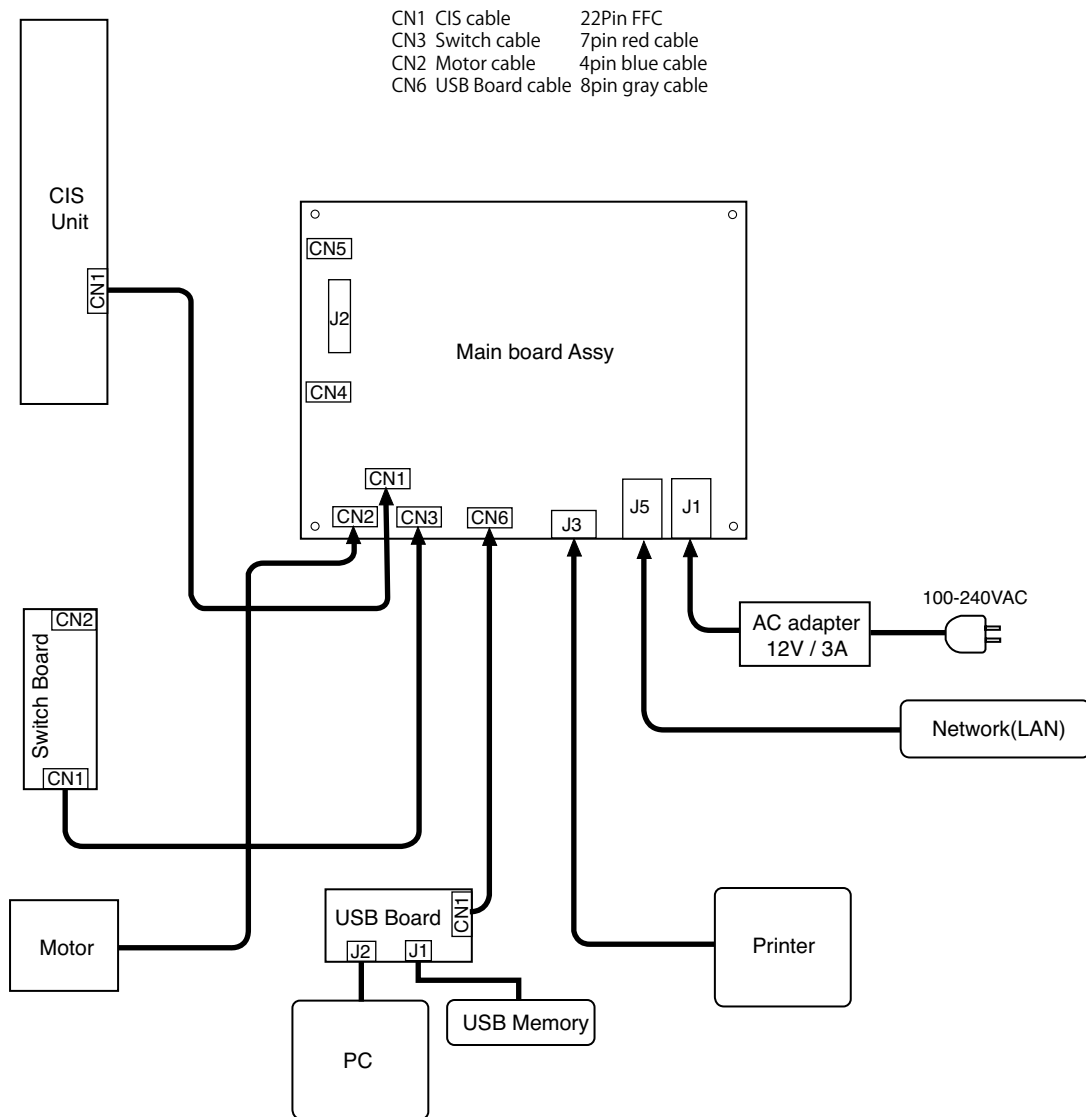 CN1 CIS cable 22Pin FFC
CN3 Switch cable 7pin red cable
CN2 Motor cable 4pin blue cable
CN6 USB Board cable 8pin gray cable
CIS
Unit
CN1
CN5
J2
Main board Assy
CN4
CN1
CN2
CN3
CN6
J3
J5
J1
100-240VAC
AC adapter
12V / 3A
CN2
Switch Board
CN1
Network(LAN)
USB Board
CN1
J2
J1
Motor
Printer
USB Memory
PC